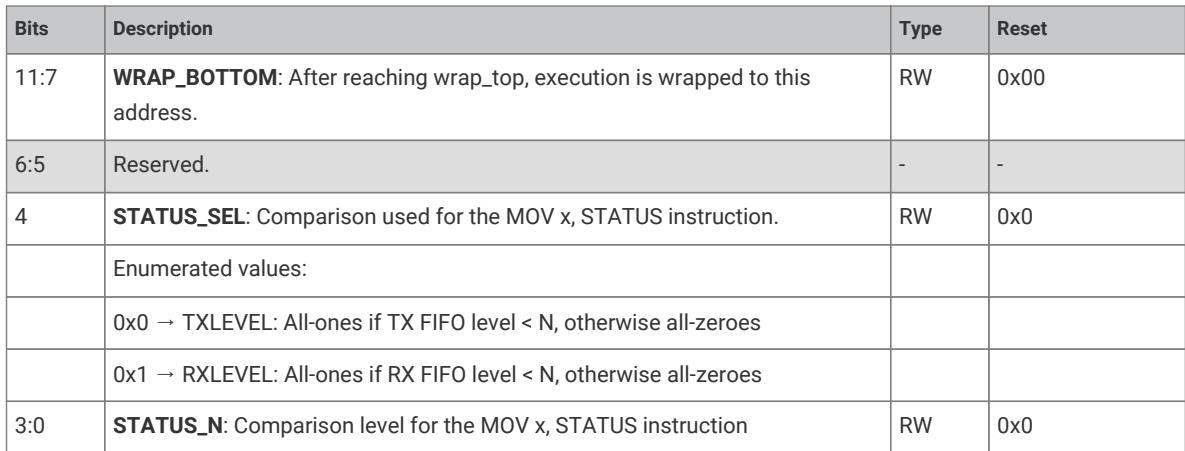 Bits Description Type Reset
11:7 WRAP_BOTTOM: After reaching wrap_top, execution is wrapped to this RW 0x00
address.
6:5 Reserved. - -
4 STATUS_SEL: Comparison used for the MOV x, STATUS instruction. RW 0x0
Enumerated values:
0x0 → TXLEVEL: All-ones if TX FIFO level < N, otherwise all-zeroes
0x1 → RXLEVEL: All-ones if RX FIFO level < N, otherwise all-zeroes
3:0 STATUS_N: Comparison level for the MOV x, STATUS instruction RW 0x0